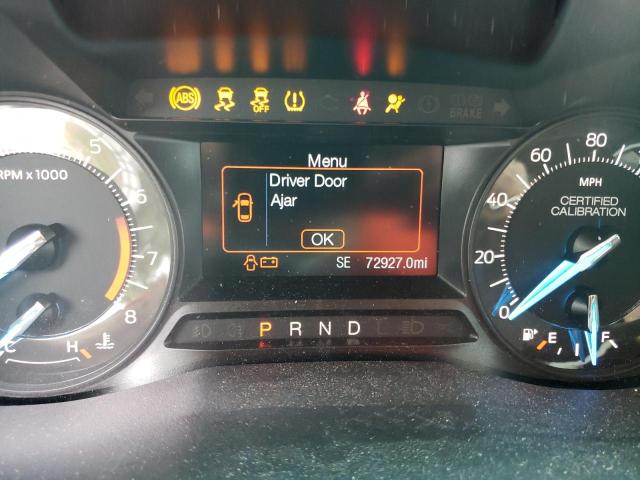 ABS
OFF
BRAKE
Menu
Driver Door
Ajar
OK
SE 72927.0mi
RPM x 1000
5
6
7
8
C H
P R N D L
0
20
40
60
80
MPH
CERTIFIED
CALIBRATION
E F